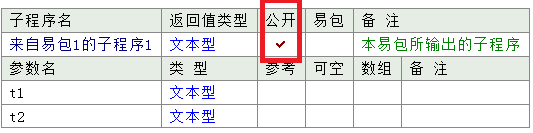 子程序名 返回值类型 公开 易包 备 注
来自易包1的子程序1 文本型 ✓ 本易包所输出的子程序
参数名 类 型 参考 可空 数组 备 注
t1 文本型
t2 文本型